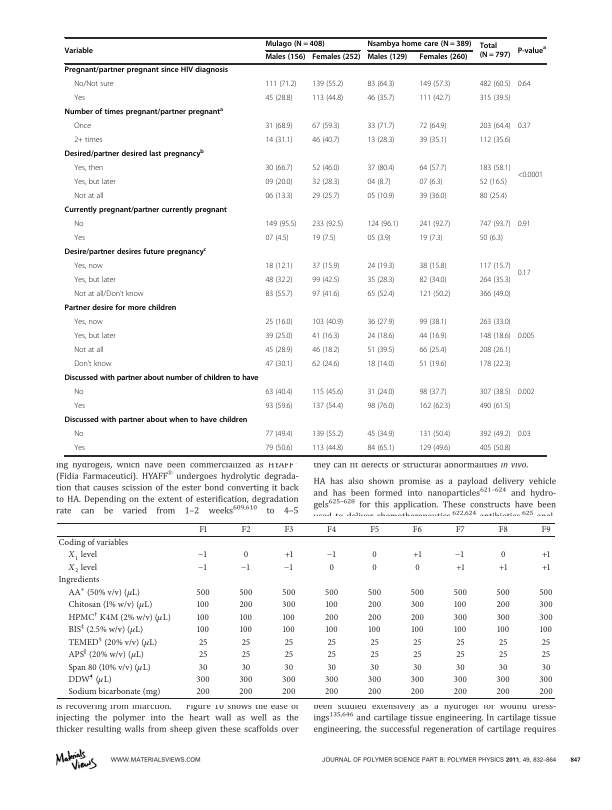 Variable Mulago (N = 408) Nsambya home care (N = 389) Total (N = 797) P-valueᵃ
Males (156) Females (252) Males (129) Females (260)
Pregnant/partner pregnant since HIV diagnosis
No/Not sure 111 (71.2) 139 (55.2) 83 (64.3) 149 (57.3) 482 (60.5) 0.64
Yes 45 (28.8) 113 (44.8) 46 (35.7) 111 (42.7) 315 (39.5)
Number of times pregnant/partner pregnantᵃ
Once 31 (68.9) 67 (59.3) 33 (71.7) 72 (64.9) 203 (64.4) 0.37
2+ times 14 (31.1) 46 (40.7) 13 (28.3) 39 (35.1) 112 (35.6)
Desired/partner desired last pregnancyᵇ
Yes, then 30 (66.7) 52 (46.0) 37 (80.4) 64 (57.7) 183 (58.1) <0.0001
Yes, but later 09 (20.0) 32 (28.3) 04 (8.7) 07 (6.3) 52 (16.5)
Not at all 06 (13.3) 29 (25.7) 05 (10.9) 39 (36.0) 80 (25.4)
Currently pregnant/partner currently pregnant
No 149 (95.5) 233 (92.5) 124 (96.1) 241 (92.7) 747 (93.7) 0.91
Yes 07 (4.5) 19 (7.5) 05 (3.9) 19 (7.3) 50 (6.3)
Desire/partner desires future pregnancyᶜ
Yes, now 18 (12.1) 37 (15.9) 24 (19.3) 38 (15.8) 117 (15.7) 0.17
Yes, but later 48 (32.2) 99 (42.5) 35 (28.3) 82 (34.0) 264 (35.3)
Not at all/Don't know 83 (55.7) 97 (41.6) 65 (52.4) 121 (50.2) 366 (49.0)
Partner desire for more children
Yes, now 25 (16.0) 103 (40.9) 36 (27.9) 99 (38.1) 263 (33.0)
Yes, but later 39 (25.0) 41 (16.3) 24 (18.6) 44 (16.9) 148 (18.6) 0.005
Not at all 45 (28.9) 46 (18.2) 51 (39.5) 66 (25.4) 208 (26.1)
Don't know 47 (30.1) 62 (24.6) 18 (14.0) 51 (19.6) 178 (22.3)
Discussed with partner about number of children to have
No 63 (40.4) 115 (45.6) 31 (24.0) 98 (37.7) 307 (38.5) 0.002
Yes 93 (59.6) 137 (54.4) 98 (76.0) 162 (62.3) 490 (61.5)
Discussed with partner about when to have children
No 77 (49.4) 139 (55.2) 45 (34.9) 131 (50.4) 392 (49.2) 0.03
Yes 79 (50.6) 113 (44.8) 84 (65.1) 129 (49.6) 405 (50.8)
ing hydrogels, which have been commercialized as HYAFF
(Fidia Farmaceutici). HYAFF® undergoes hydrolytic degrada-
tion that causes scission of the ester bond converting it back
to HA. Depending on the extent of esterification, degradation
rate can be varied from 1–2 weeks⁶⁰⁹,⁶¹⁰ to 4–5
they can fit defects or structural abnormalities in vivo.
HA has also shown promise as a payload delivery vehicle
and has been formed into nanoparticles⁶²¹⁻⁶²⁴ and hydro-
gels⁶²⁵⁻⁶²⁸ for this application. These constructs have been
used to deliver chemotherapeutics,⁶²²,⁶²⁴ antibiotics,⁶²⁵ and
F1 F2 F3 F4 F5 F6 F7 F8 F9
Coding of variables
X₁ level −1 0 +1 −1 0 +1 −1 0 +1
X₂ level −1 −1 −1 0 0 0 +1 +1 +1
Ingredients
AA* (50% v/v) (μL) 500 500 500 500 500 500 500 500 500
Chitosan (1% w/v) (μL) 100 200 300 100 200 300 100 200 300
HPMC† K4M (2% w/v) (μL) 100 100 100 200 200 200 300 300 300
BIS‡ (2.5% w/v) (μL) 100 100 100 100 100 100 100 100 100
TEMED§ (20% v/v) (μL) 25 25 25 25 25 25 25 25 25
APS‖ (20% w/v) (μL) 25 25 25 25 25 25 25 25 25
Span 80 (10% v/v) (μL) 30 30 30 30 30 30 30 30 30
DDW¶ (μL) 300 300 300 300 300 300 300 300 300
Sodium bicarbonate (mg) 200 200 200 200 200 200 200 200 200
is recovering from infarction. Figure 10 shows the ease of
injecting the polymer into the heart wall as well as the
thicker resulting walls from sheep given these scaffolds over
been studied extensively as a hydrogel for wound dress-
ings¹³⁵,⁶⁴⁶ and cartilage tissue engineering. In cartilage tissue
engineering, the successful regeneration of cartilage requires
Materials Views WWW.MATERIALSVIEWS.COM JOURNAL OF POLYMER SCIENCE PART B: POLYMER PHYSICS 2011, 49, 832–864 847